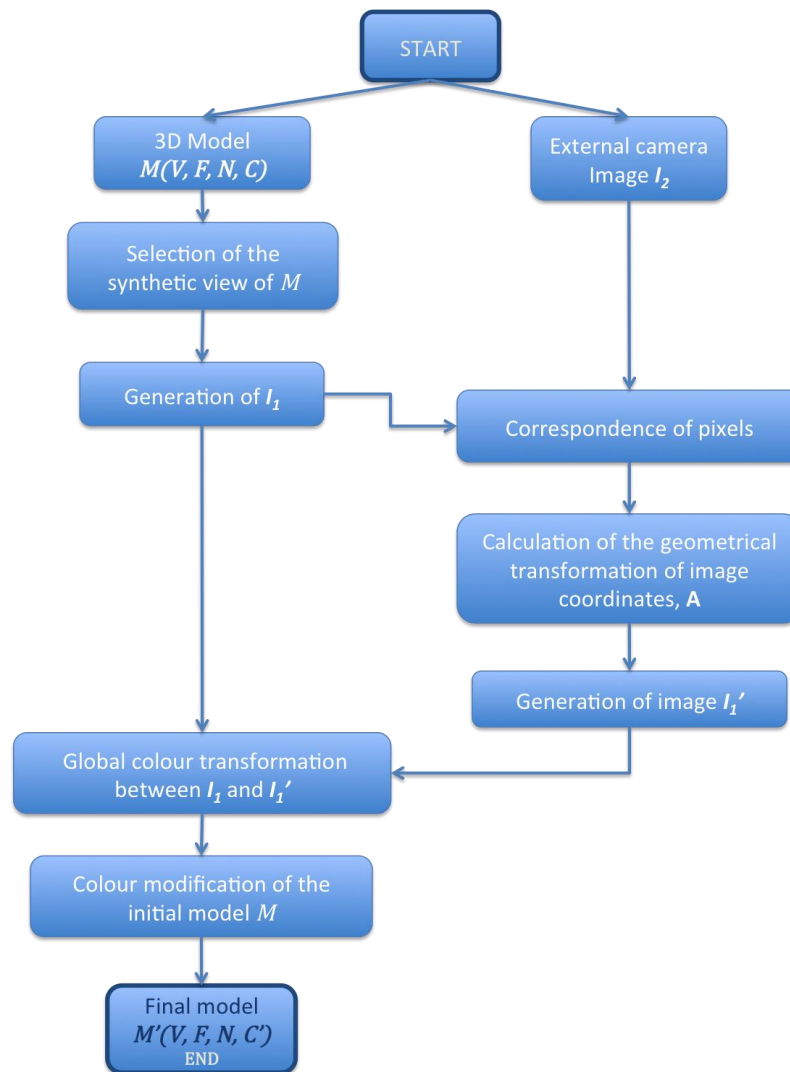 START
3D Model
M(V, F, N, C)
External camera
Image I₂
Selection of the
synthetic view of M
Generation of I₁
Correspondence of pixels
Calculation of the geometrical
transformation of image
coordinates, A
Generation of image I₁’
Global colour transformation
between I₁ and I₁’
Colour modification of the
initial model M
Final model
M’(V, F, N, C’)
END